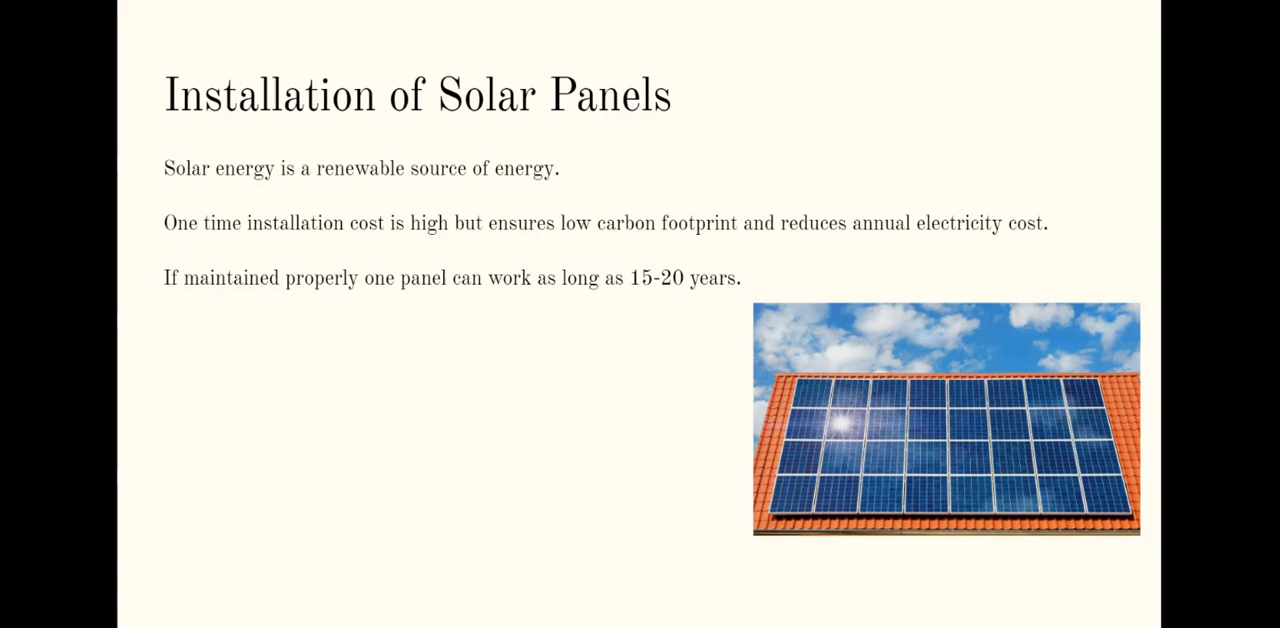 Installation of Solar Panels
Solar energy is a renewable source of energy.
One time installation cost is high but ensures low carbon footprint and reduces annual electricity cost.
If maintained properly one panel can work as long as 15-20 years.